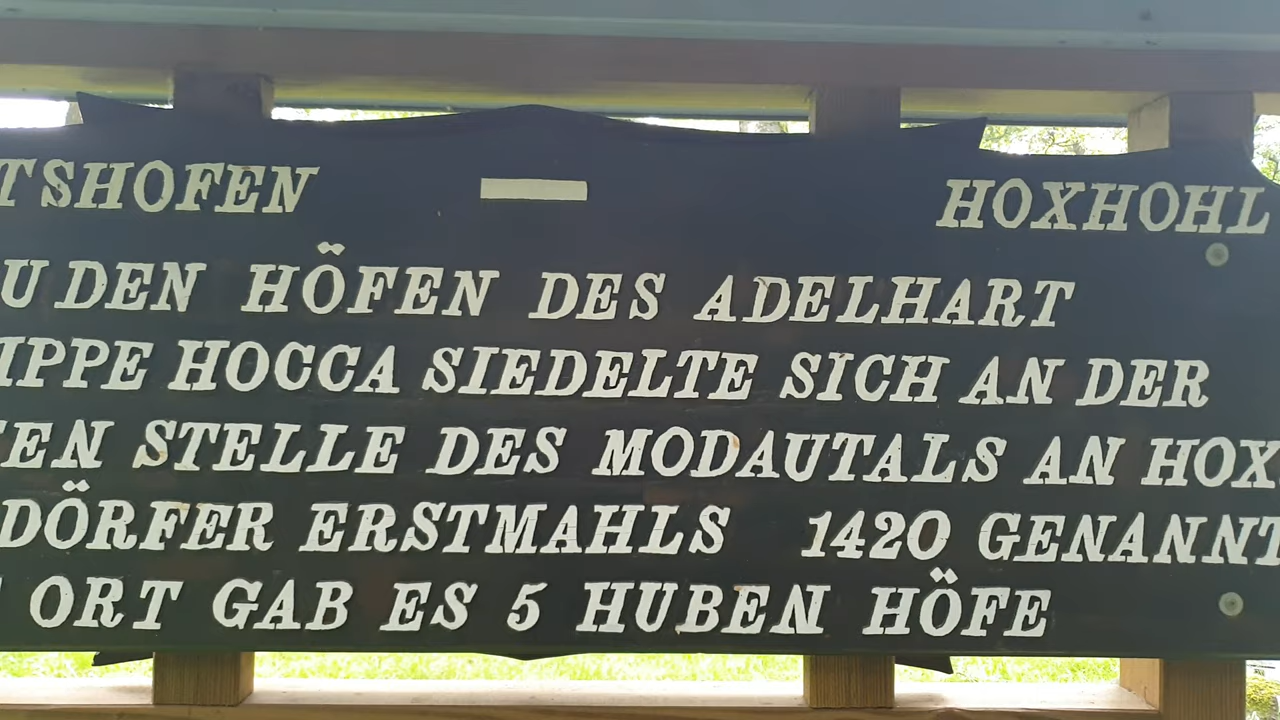 TSHOFEN — HOXHOHL
U DEN HÖFEN DES ADELHART
IPPE HOCCA SIEDELTE SICH AN DER
EN STELLE DES MODAUTALS AN HOX
DÖRFER ERSTMAHLS 1420 GENANNT
ORT GAB ES 5 HUBEN HÖFE